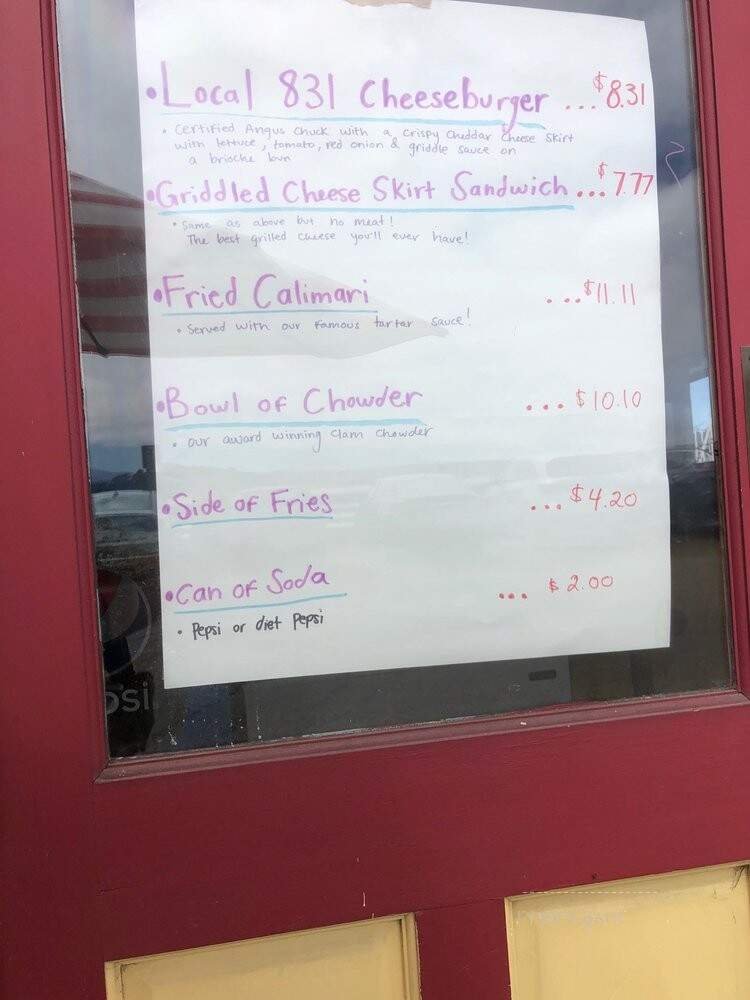 •Local 831 Cheeseburger ... $8.31
• Certified Angus Chuck with a crispy cheddar cheese skirt
with lettuce, tomato, red onion & griddle sauce on
a brioche bun
•Griddled Cheese Skirt Sandwich ... $7.77
• Same as above but no meat!
The best grilled cheese you'll ever have!
•Fried Calimari ... $11.11
• Served with our famous tartar sauce!
•Bowl of Chowder ... $10.10
• our award winning clam chowder
•Side of Fries ... $4.20
•Can of Soda ... $2.00
• Pepsi or diet Pepsi
psi